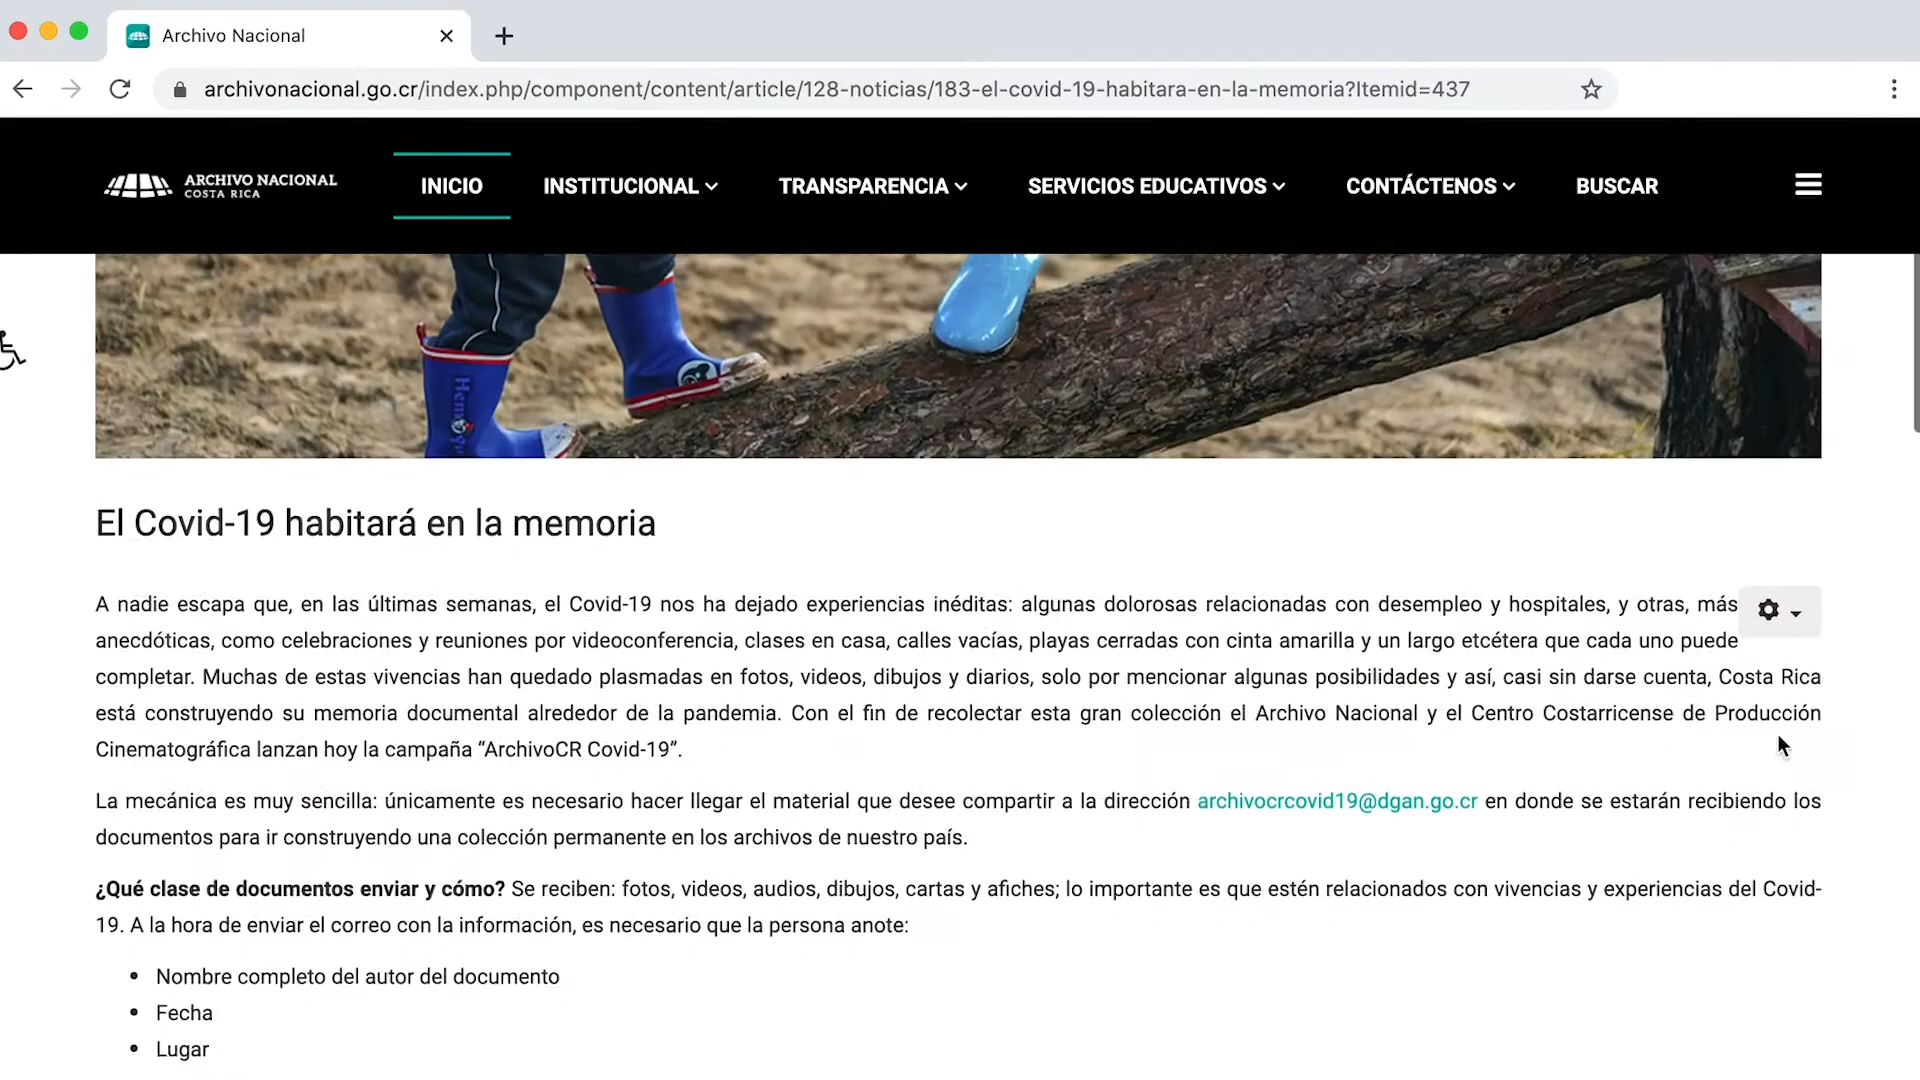 Archivo Nacional
archivonacional.go.cr/index.php/component/content/article/128-noticias/183-el-covid-19-habitara-en-la-memoria?Itemid=437
ARCHIVO NACIONAL
COSTA RICA
INICIO
INSTITUCIONAL
TRANSPARENCIA
SERVICIOS EDUCATIVOS
CONTÁCTENOS
BUSCAR
El Covid-19 habitará en la memoria
A nadie escapa que, en las últimas semanas, el Covid-19 nos ha dejado experiencias inéditas: algunas dolorosas relacionadas con desempleo y hospitales, y otras, más
anecdóticas, como celebraciones y reuniones por videoconferencia, clases en casa, calles vacías, playas cerradas con cinta amarilla y un largo etcétera que cada uno puede
completar. Muchas de estas vivencias han quedado plasmadas en fotos, videos, dibujos y diarios, solo por mencionar algunas posibilidades y así, casi sin darse cuenta, Costa Rica
está construyendo su memoria documental alrededor de la pandemia. Con el fin de recolectar esta gran colección el Archivo Nacional y el Centro Costarricense de Producción
Cinematográfica lanzan hoy la campaña “ArchivoCR Covid-19”.
La mecánica es muy sencilla: únicamente es necesario hacer llegar el material que desee compartir a la dirección archivocrcovid19@dgan.go.cr en donde se estarán recibiendo los
documentos para ir construyendo una colección permanente en los archivos de nuestro país.
¿Qué clase de documentos enviar y cómo? Se reciben: fotos, videos, audios, dibujos, cartas y afiches; lo importante es que estén relacionados con vivencias y experiencias del Covid-
19. A la hora de enviar el correo con la información, es necesario que la persona anote:
• Nombre completo del autor del documento
• Fecha
• Lugar